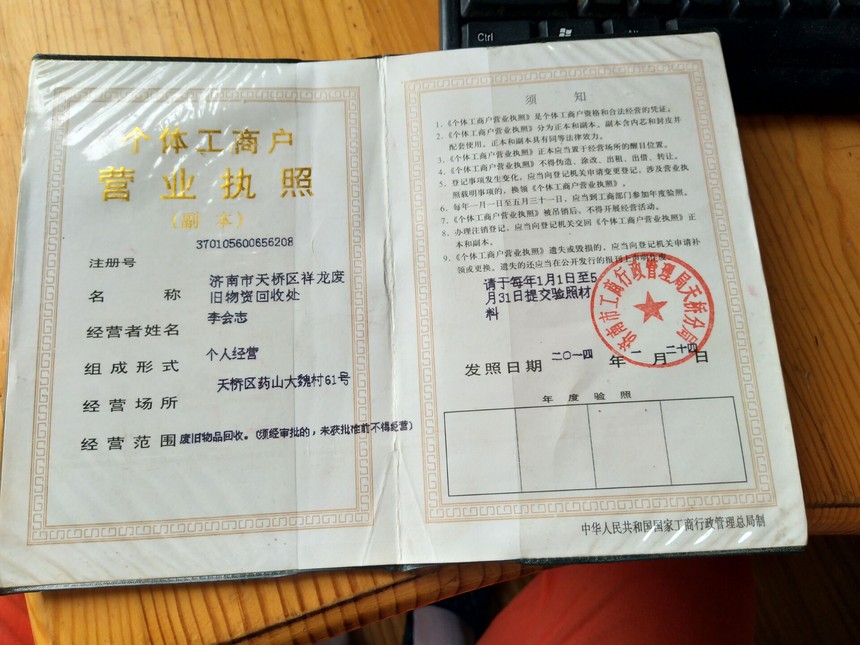 Ctrl
个体工商户
营业执照
（副本）
370105600656208
注册号
名称 济南市天桥区祥龙废
旧物资回收处
经营者姓名 李会志
组成形式 个人经营
经营场所 天桥区药山大魏村61号
经营范围 废旧物品回收。(须经审批的，未获批准前不得经营)
须知
1.《个体工商户营业执照》是个体工商户资格和合法经营的凭证。
2.《个体工商户营业执照》分为正本和副本。副本含内芯和封皮并
配套使用。正本和副本具有同等法律效力。
3.《个体工商户营业执照》正本应当置于经营场所的醒目位置。
4.《个体工商户营业执照》不得伪造、涂改、出租、出借、转让。
5.登记事项发生变化，应当向登记机关申请变更登记，涉及营业执
照载明事项的，换领《个体工商户营业执照》。
6.每年一月一日至五月三十一日，应当到工商部门参加年度验照。
7.《个体工商户营业执照》被吊销后，不得开展经营活动。
8.办理注销登记，应当向登记机关交回《个体工商户营业执照》正
本和副本。
9.《个体工商户营业执照》遗失或毁损的，应当向登记机关申请补
领或更换。遗失的还应当在公开发行的报刊上声明作废。
请于每年1月1日至5
月31日提交验照材
料
济南市工商行政管理局天桥分局
发照日期 二〇一四 年 一 月 二十四 日
年度验照
中华人民共和国国家工商行政管理总局制